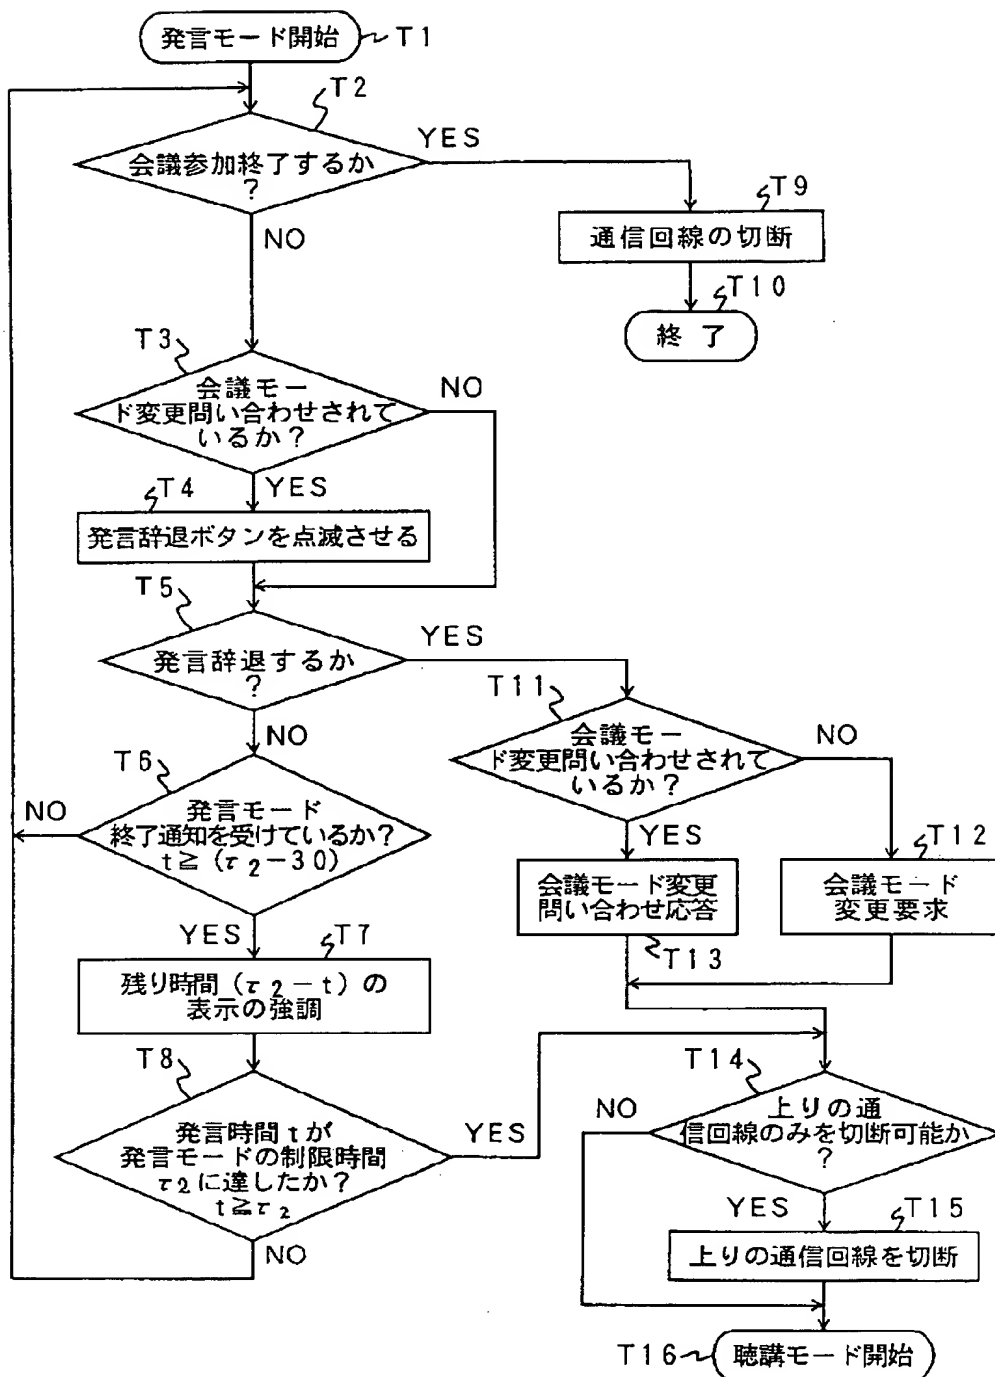 発言モード開始
T1
T2
会議参加終了するか
?
YES
NO
T9
通信回線の切断
T10
終了
T3
会議モー
ド変更問い合わせされて
いるか?
NO
YES
T4
発言辞退ボタンを点滅させる
T5
発言辞退するか
?
YES
NO
T11
会議モー
ド変更問い合わせされて
いるか?
NO
YES
T12
会議モード
変更要求
会議モード変更
問い合わせ応答
T13
T6
発言モード
終了通知を受けているか?
t≧(τ2−30)
NO
YES
T7
残り時間(τ2−t)の
表示の強調
T8
発言時間tが
発言モードの制限時間
τ2に達したか?
t≧τ2
YES
NO
T14
上りの通
信回線のみを切断可能か
?
NO
YES
T15
上りの通信回線を切断
T16
聴講モード開始